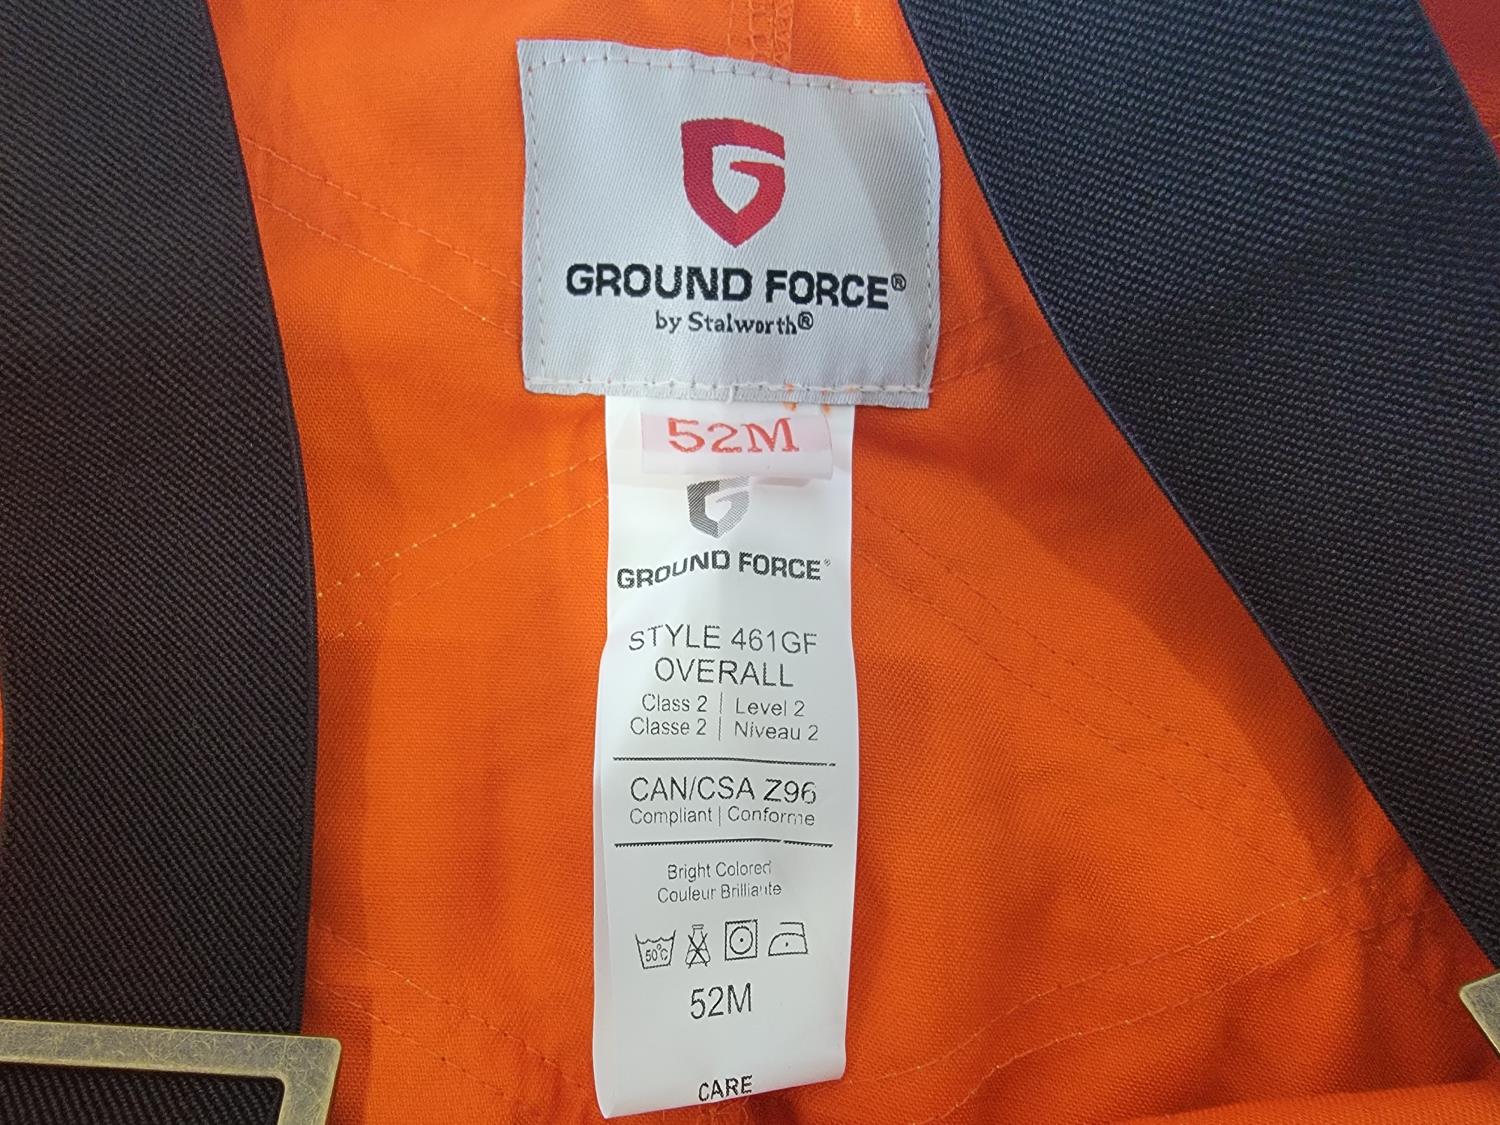 GROUND FORCE®
by Stalworth®
52M
GROUND FORCE®
STYLE 461GF
OVERALL
Class 2 | Level 2
Classe 2 | Niveau 2
CAN/CSA Z96
Compliant | Conforme
Bright Colored
Couleur Brilliante
50°C
52M
CARE